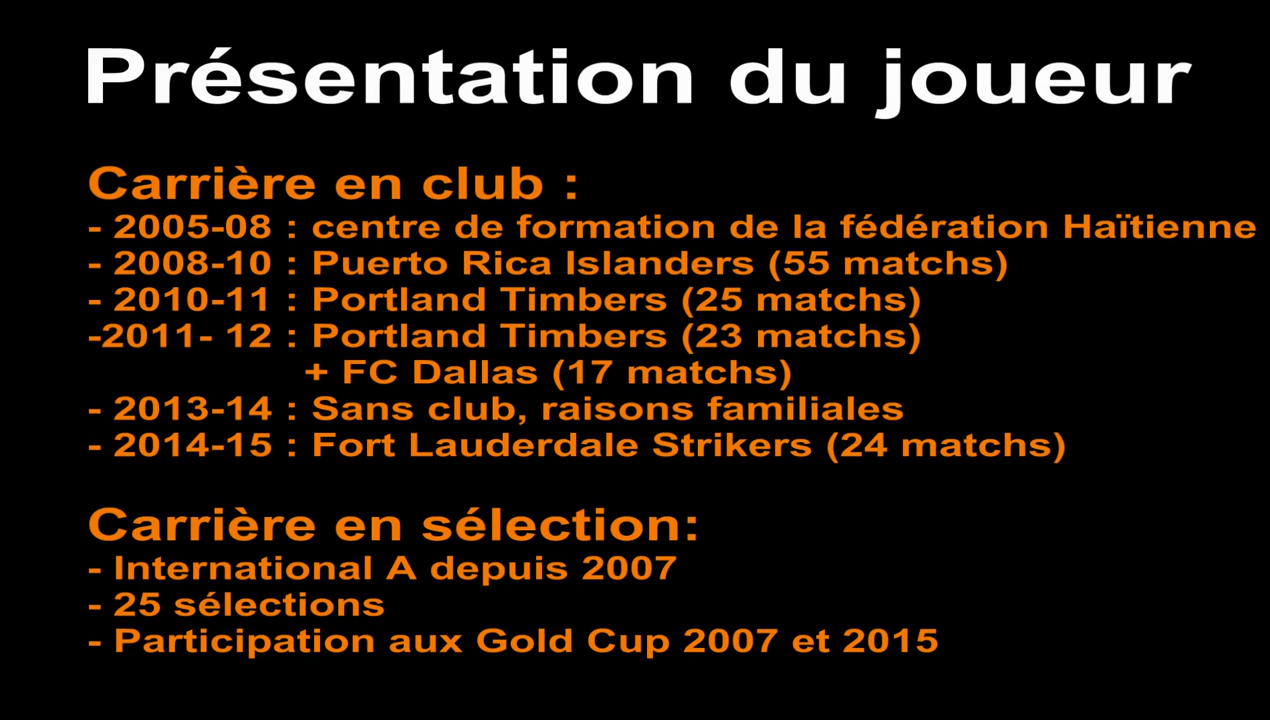 Présentation du joueur
Carrière en club :
- 2005-08 : centre de formation de la fédération Haïtienne
- 2008-10 : Puerto Rica Islanders (55 matchs)
- 2010-11 : Portland Timbers (25 matchs)
-2011- 12 : Portland Timbers (23 matchs)
+ FC Dallas (17 matchs)
- 2013-14 : Sans club, raisons familiales
- 2014-15 : Fort Lauderdale Strikers (24 matchs)
Carrière en sélection:
- International A depuis 2007
- 25 sélections
- Participation aux Gold Cup 2007 et 2015